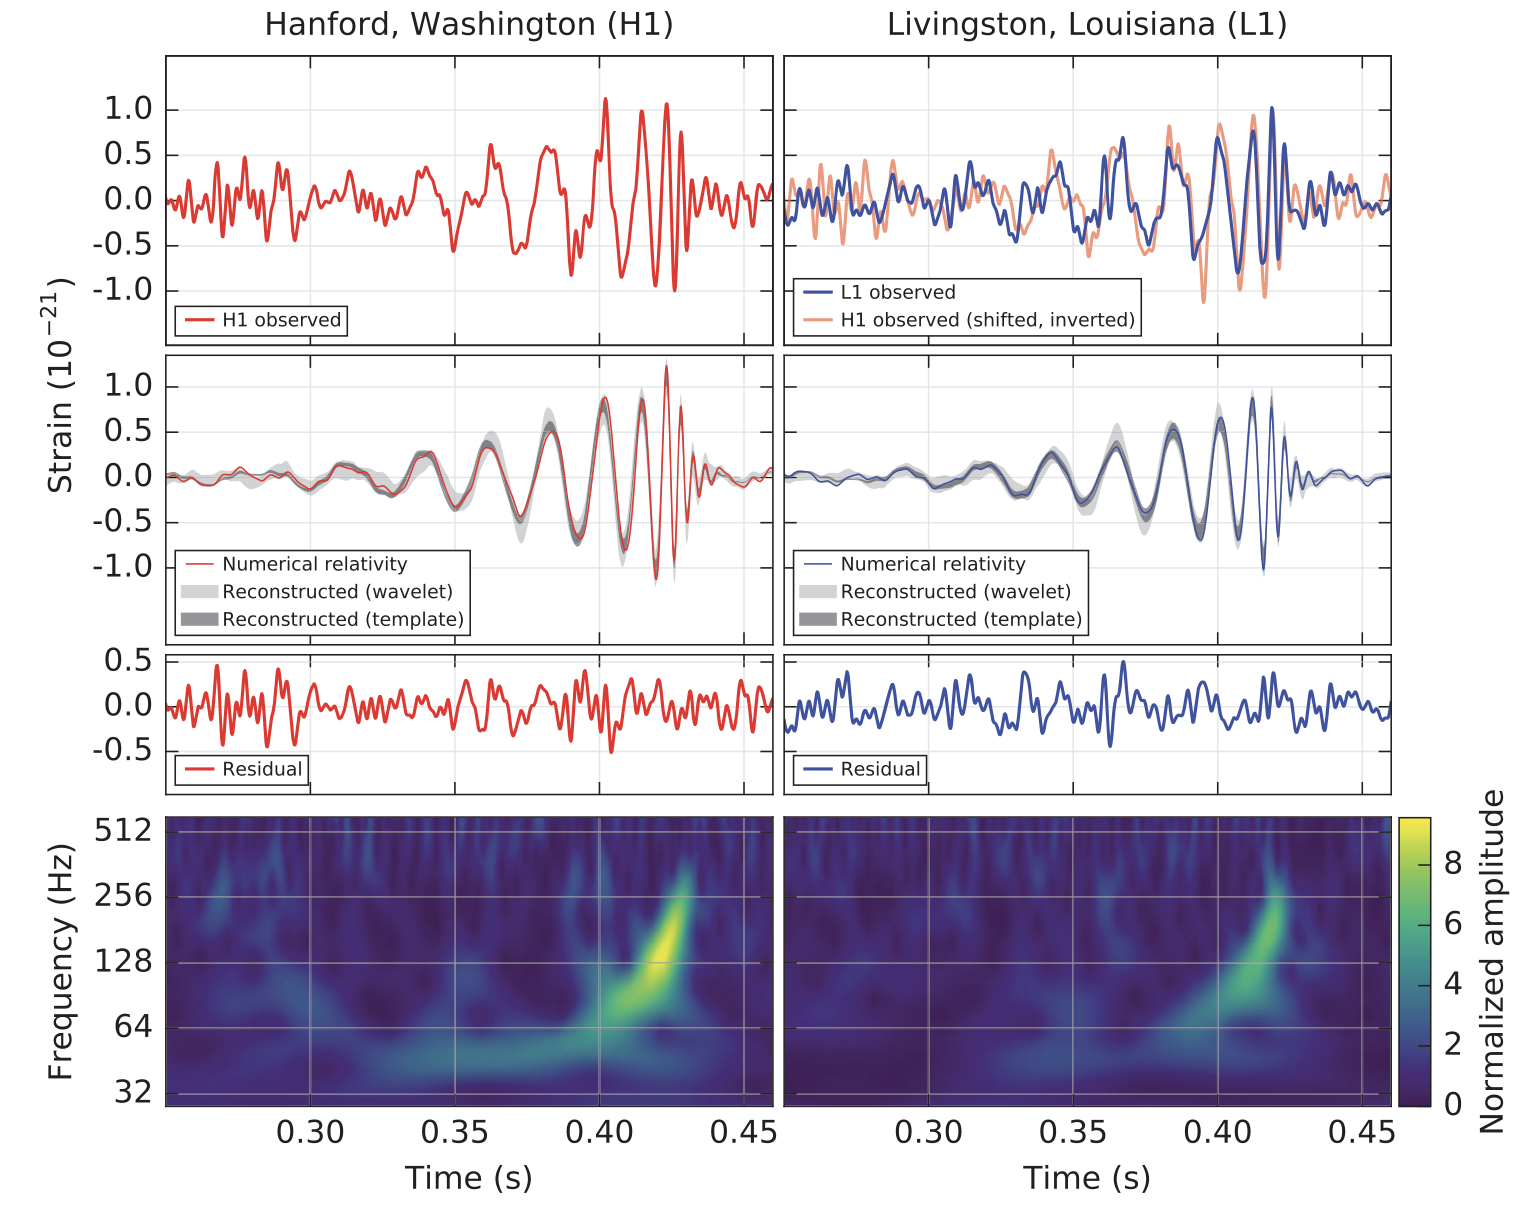 Hanford, Washington (H1)
Livingston, Louisiana (L1)
Strain (10−21)
1.0
0.5
0.0
-0.5
-1.0
H1 observed
L1 observed
H1 observed (shifted, inverted)
1.0
0.5
0.0
-0.5
-1.0
Numerical relativity
Reconstructed (wavelet)
Reconstructed (template)
Numerical relativity
Reconstructed (wavelet)
Reconstructed (template)
0.5
0.0
-0.5
Residual
Residual
Frequency (Hz)
512
256
128
64
32
Normalized amplitude
8
6
4
2
0
0.30 0.35 0.40 0.45
0.30 0.35 0.40 0.45
Time (s)
Time (s)